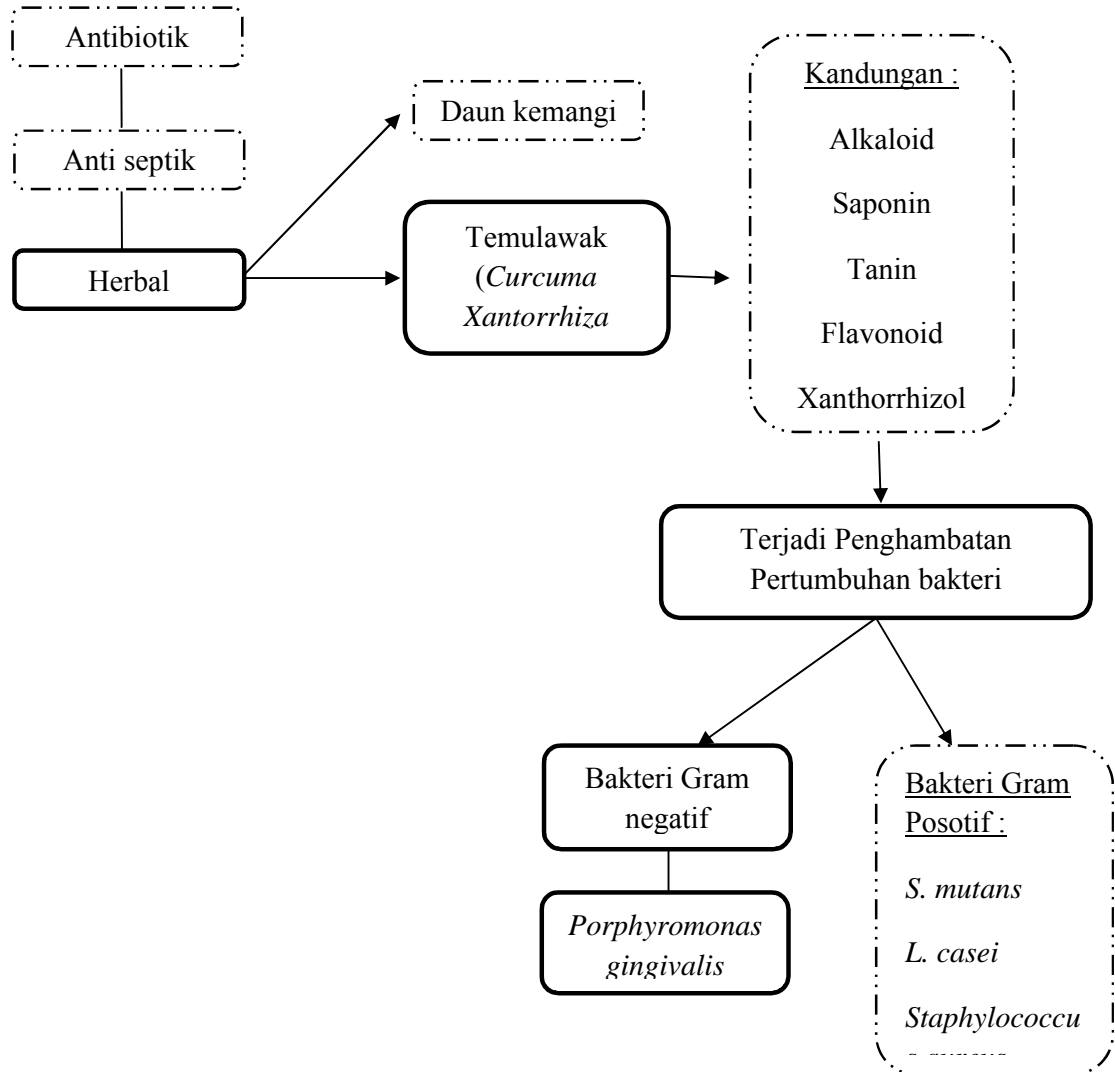 Antibiotik
Anti septik
Herbal
Daun kemangi
Temulawak
(Curcuma
Xantorrhiza
Kandungan :
Alkaloid
Saponin
Tanin
Flavonoid
Xanthorrhizol
Terjadi Penghambatan
Pertumbuhan bakteri
Bakteri Gram
negatif
Porphyromonas
gingivalis
Bakteri Gram
Posotif :
S. mutans
L. casei
Staphylococcu